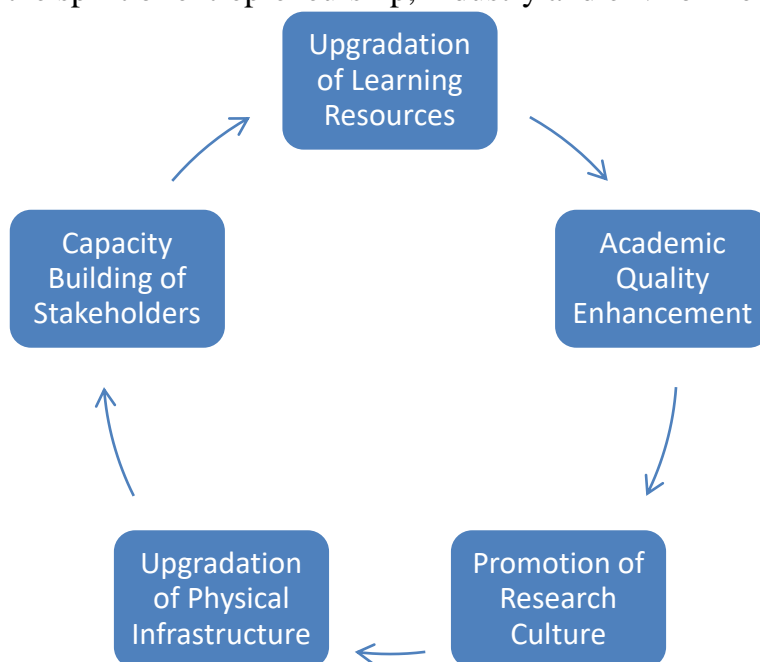 Upgradation
of Learning
Resources
Capacity
Building of
Stakeholders
Academic
Quality
Enhancement
Upgradation
of Physical
Infrastructure
Promotion of
Research
Culture